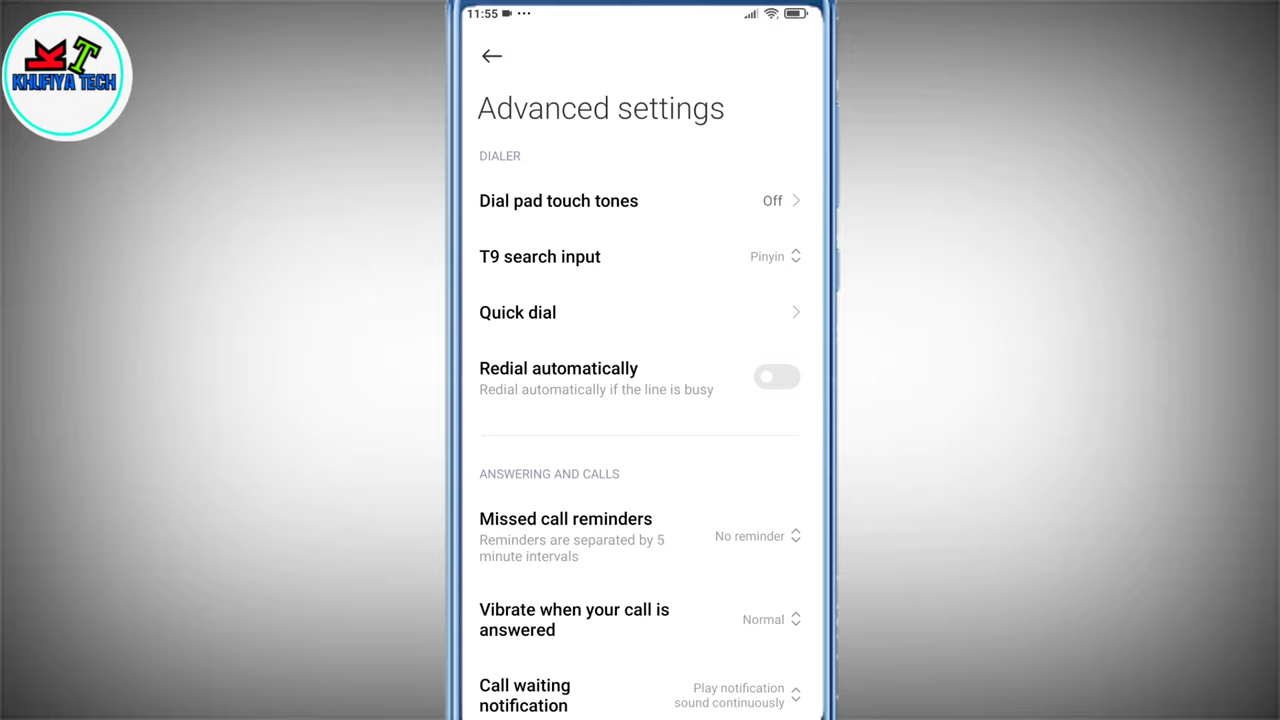 KT
KHUFIYA TECH
11:55
Advanced settings
DIALER
Dial pad touch tones
Off
T9 search input
Pinyin
Quick dial
Redial automatically
Redial automatically if the line is busy
ANSWERING AND CALLS
Missed call reminders
Reminders are separated by 5
minute intervals
No reminder
Vibrate when your call is
answered
Normal
Call waiting
notification
Play notification
sound continuously